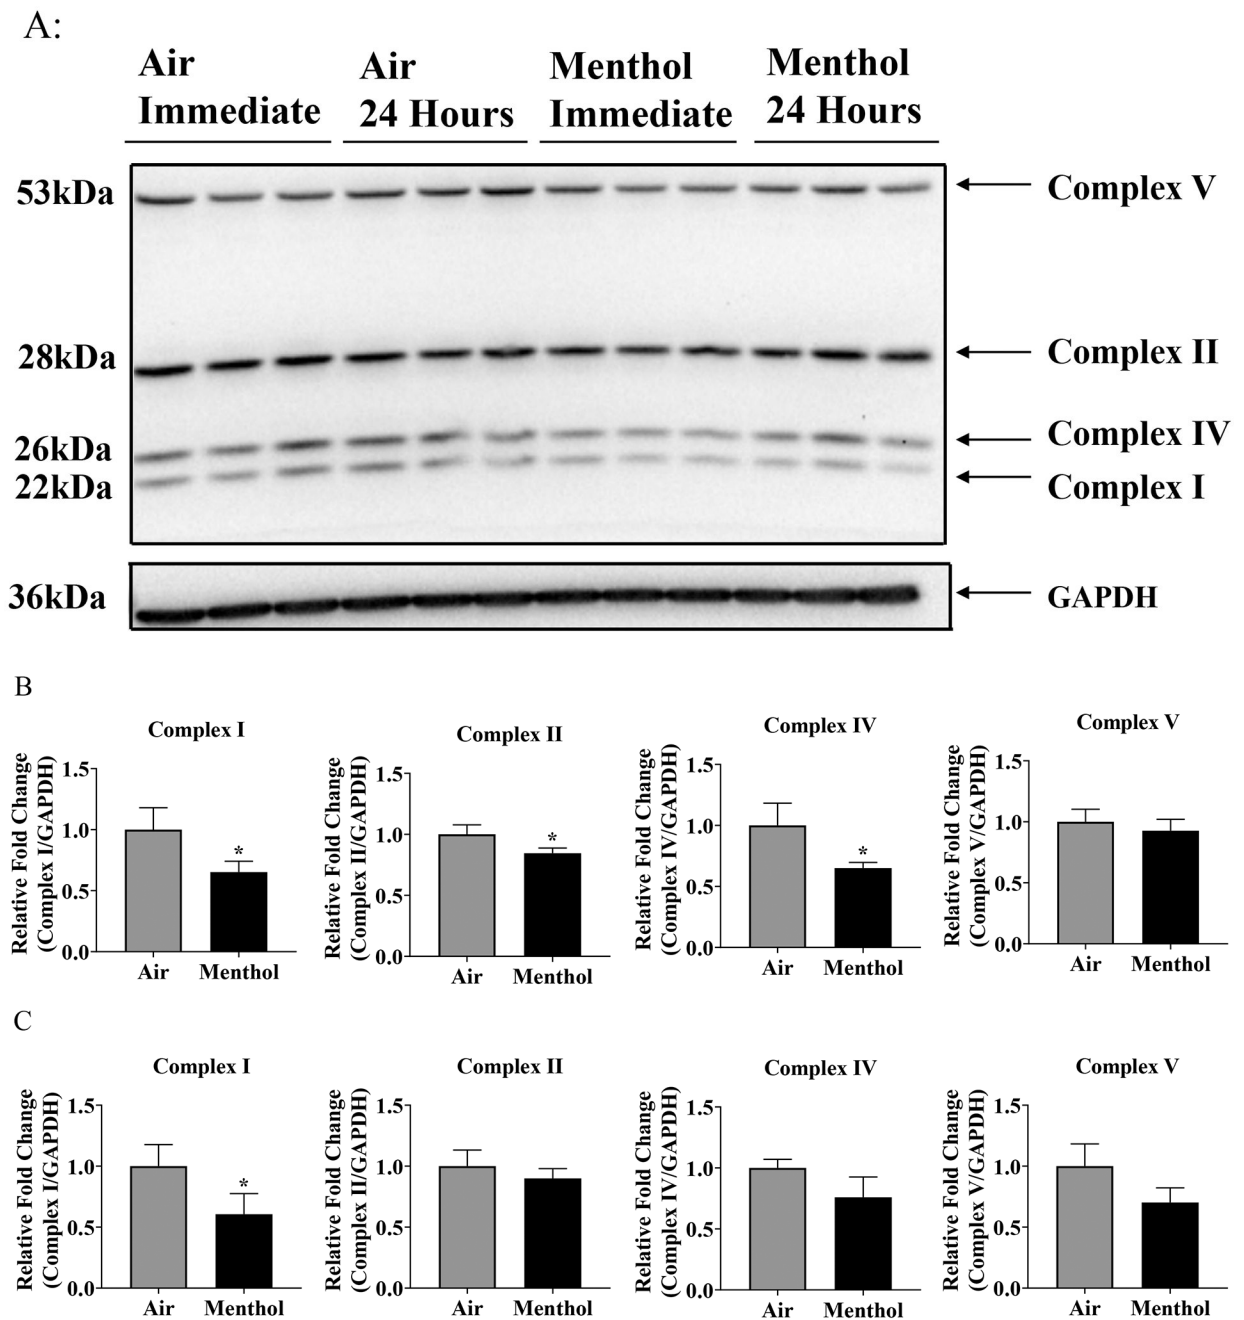 A:
Air
Immediate
Air
24 Hours
Menthol
Immediate
Menthol
24 Hours
53kDa
Complex V
28kDa
Complex II
26kDa
Complex IV
22kDa
Complex I
36kDa
GAPDH
B
Complex I
Relative Fold Change
(Complex I/GAPDH)
1.5
1.0
0.5
0.0
*
Air
Menthol
Complex II
Relative Fold Change
(Complex II/GAPDH)
1.5
1.0
0.5
0.0
*
Air
Menthol
Complex IV
Relative Fold Change
(Complex IV/GAPDH)
1.5
1.0
0.5
0.0
*
Air
Menthol
Complex V
Relative Fold Change
(Complex V/GAPDH)
1.5
1.0
0.5
0.0
Air
Menthol
C
Complex I
Relative Fold Change
(Complex I/GAPDH)
1.5
1.0
0.5
0.0
*
Air
Menthol
Complex II
Relative Fold Change
(Complex II/GAPDH)
1.5
1.0
0.5
0.0
Air
Menthol
Complex IV
Relative Fold Change
(Complex IV/GAPDH)
1.5
1.0
0.5
0.0
Air
Menthol
Complex V
Relative Fold Change
(Complex V/GAPDH)
1.5
1.0
0.5
0.0
Air
Menthol